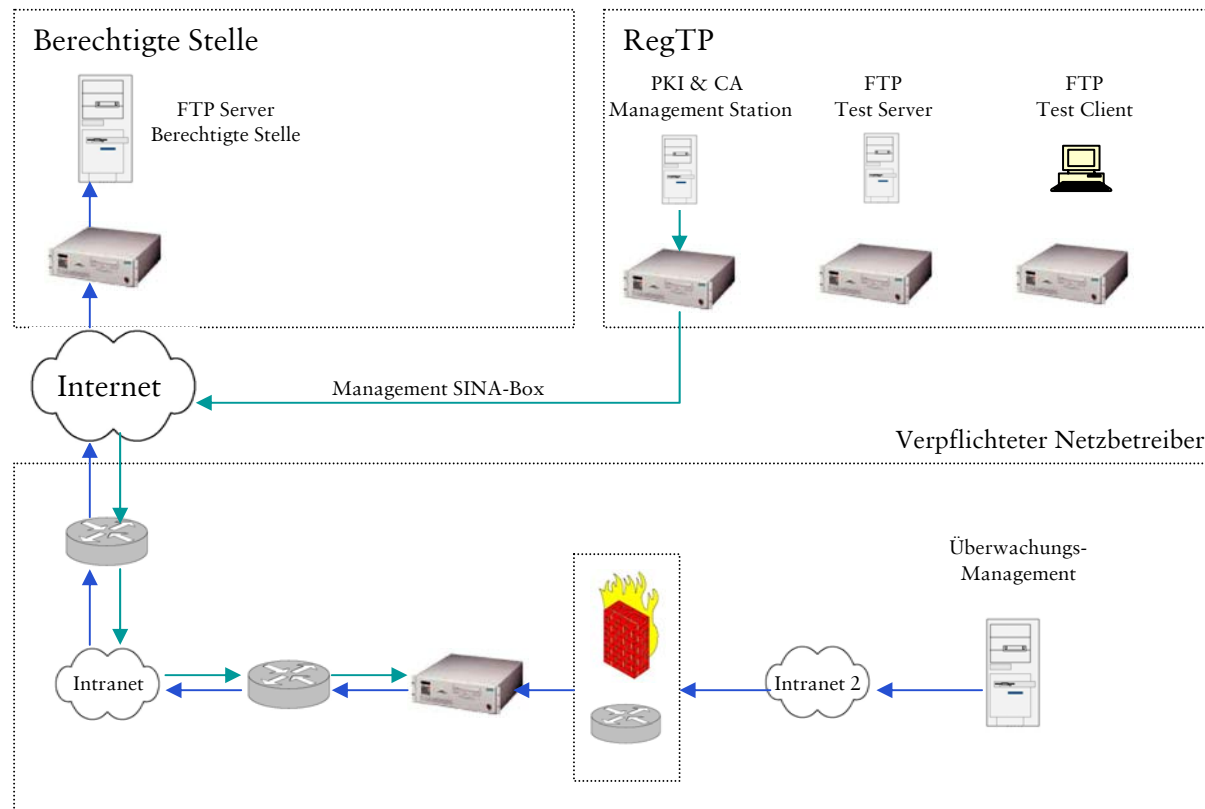 Berechtigte Stelle
FTP Server
Berechtigte Stelle
RegTP
PKI & CA
Management Station
FTP
Test Server
FTP
Test Client
Internet
Management SINA-Box
Verpflichteter Netzbetreiber
Überwachungs-
Management
Intranet
Intranet 2